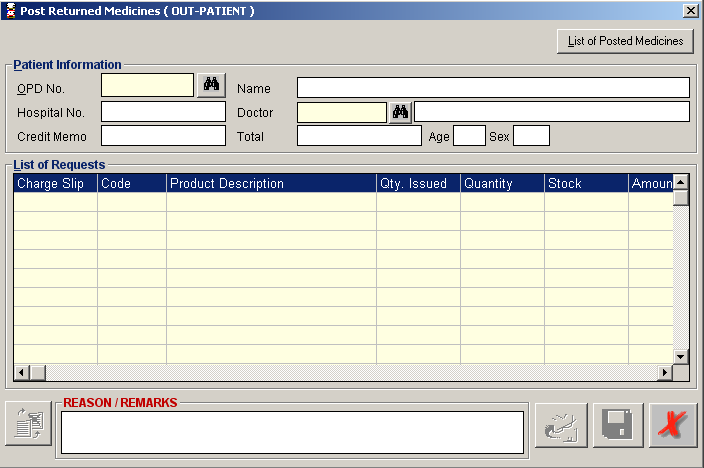 Post Returned Medicines ( OUT-PATIENT )
List of Posted Medicines
Patient Information
OPD No.
Name
Hospital No.
Doctor
Credit Memo
Total
Age
Sex
List of Requests
Charge Slip Code Product Description Qty. Issued Quantity Stock Amoun
REASON / REMARKS